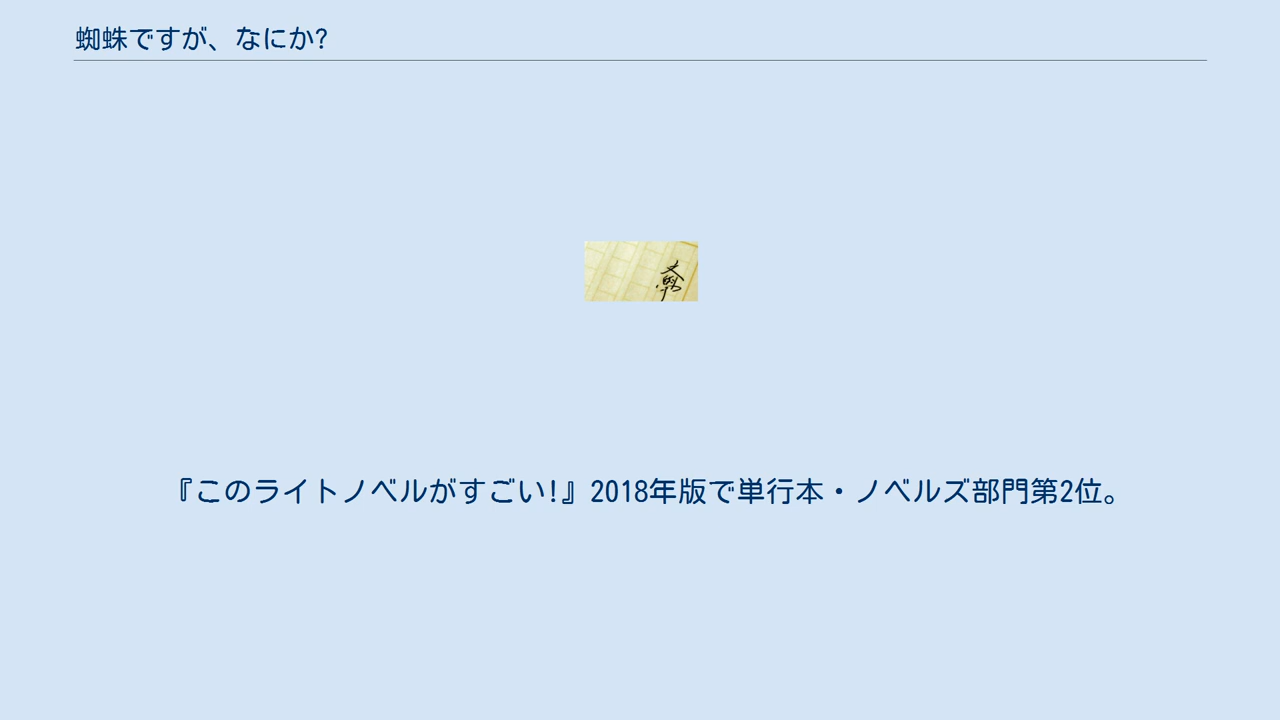 蜘蛛ですが、なにか?
『このライトノベルがすごい!』2018年版で単行本・ノベルズ部門第2位。